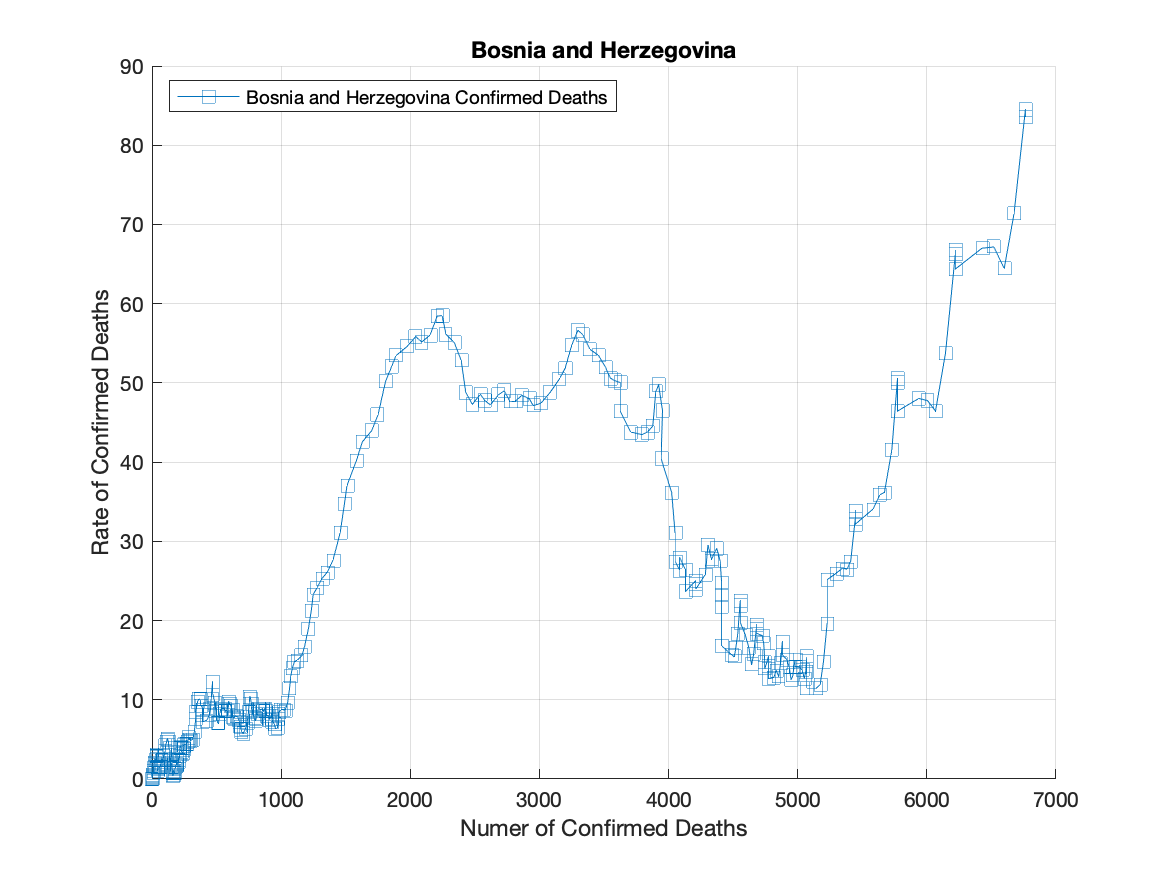 Bosnia and Herzegovina
Bosnia and Herzegovina Confirmed Deaths
90
80
70
60
50
40
30
20
10
0
Rate of Confirmed Deaths
0 1000 2000 3000 4000 5000 6000 7000
Numer of Confirmed Deaths